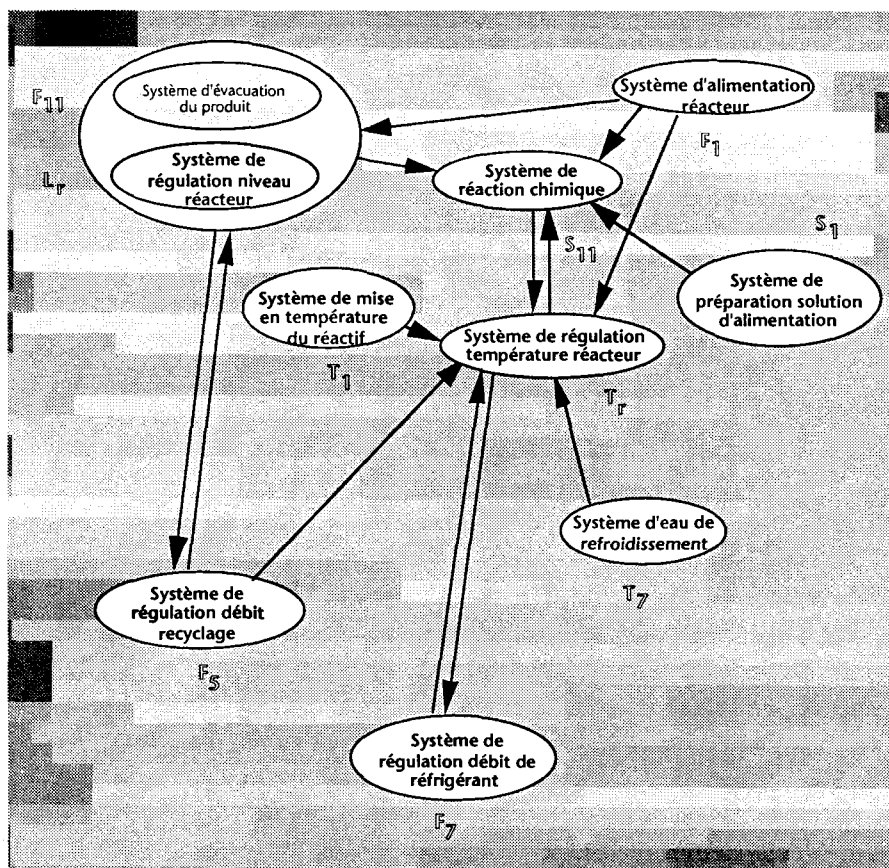 Système d'évacuation
du produit
F11
Système de
régulation niveau
réacteur
Lr
Système d'alimentation
réacteur
F1
Système de
réaction chimique
S1
S11
Système de
préparation solution
d'alimentation
Système de mise
en température
du réactif
T1
Système de régulation
température réacteur
Tr
Système d'eau de
refroidissement
T7
Système de
régulation débit
recyclage
F5
Système de
régulation débit de
réfrigérant
F7